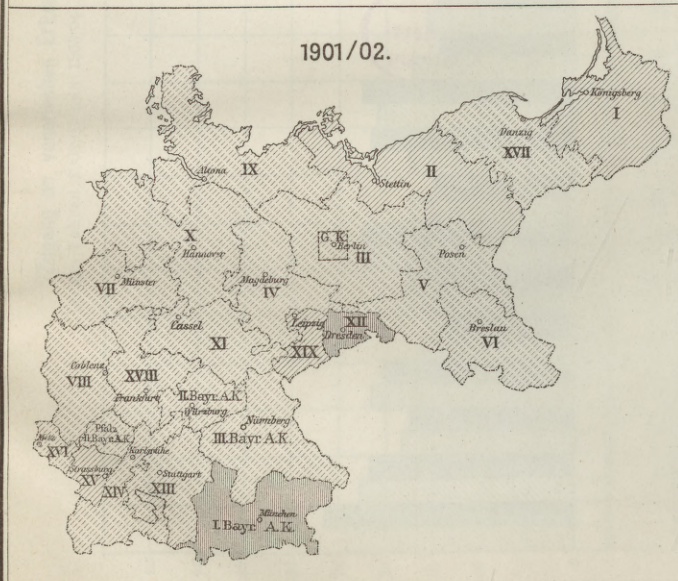 1901/02.
Königsberg
I
Danzig
XVII
IX
Altona
Stettin
II
X
Hannover
G.K.
Berlin
III
Posen
V
VII
Münster
Magdeburg
IV
Cassel
XI
Leipzig
XIX
XII
Dresden
Breslau
VI
Coblenz
VIII
XVIII
Frankfurt
II.Bayr.A.K.
Würzburg
Nürnberg
III.Bayr.A.K.
Metz
XVI
Pfalz
z.II.Bayr.A.K.
Karlsruhe
Strassburg
XV
XIV
Stuttgart
XIII
München
I.Bayr. A.K.